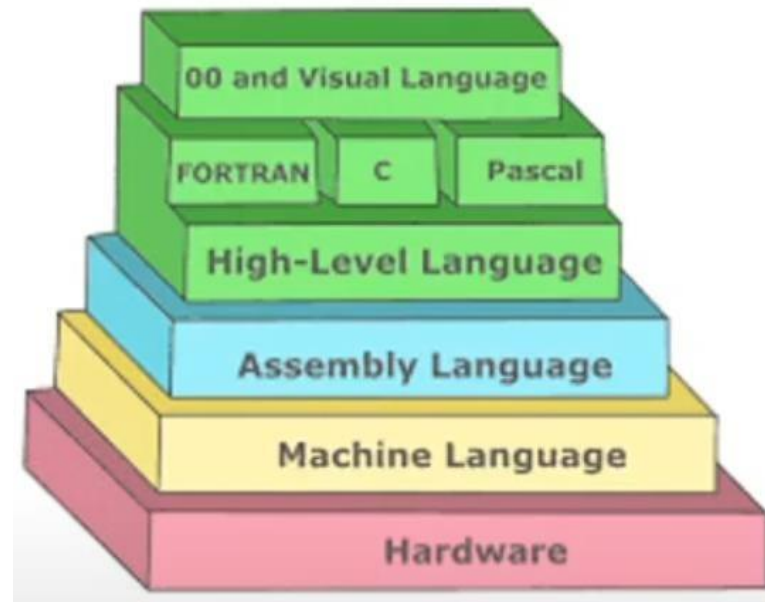 00 and Visual Language
FORTRAN C Pascal
High-Level Language
Assembly Language
Machine Language
Hardware